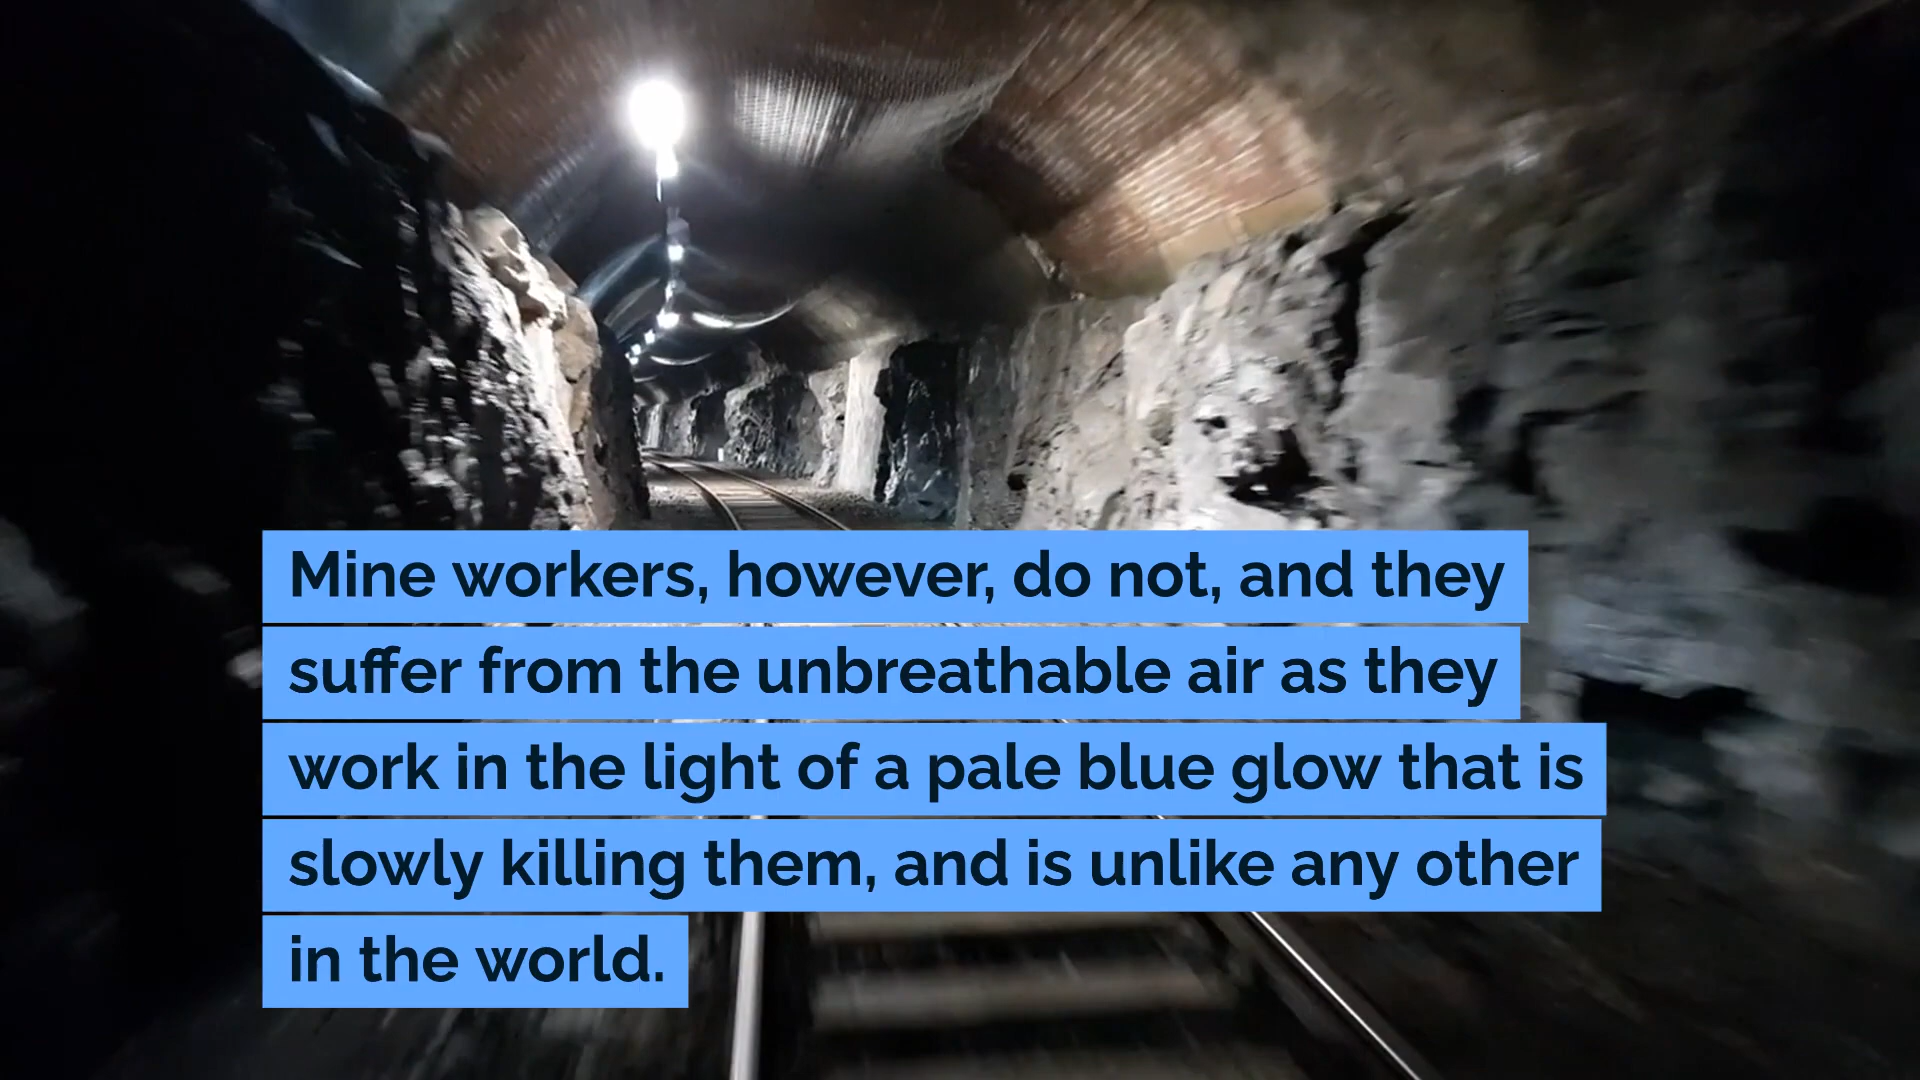 Mine workers, however, do not, and they
suffer from the unbreathable air as they
work in the light of a pale blue glow that is
slowly killing them, and is unlike any other
in the world.